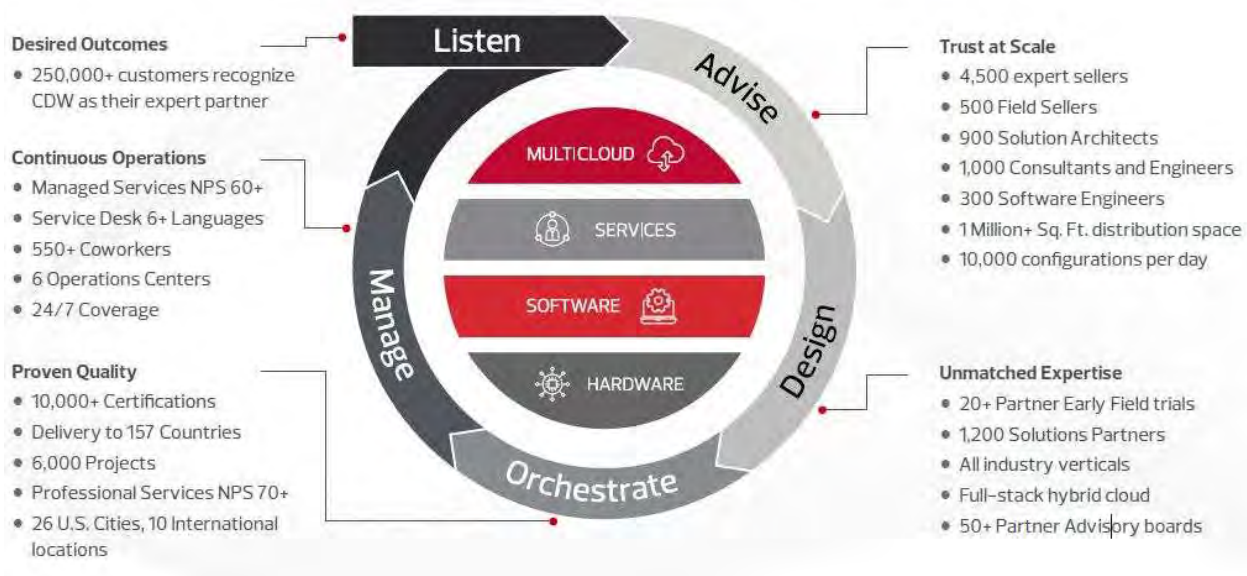 Desired Outcomes
• 250,000+ customers recognize
CDW as their expert partner
Continuous Operations
• Managed Services NPS 60+
• Service Desk 6+ Languages
• 550+ Coworkers
• 6 Operations Centers
• 24/7 Coverage
Proven Quality
• 10,000+ Certifications
• Delivery to 157 Countries
• 6,000 Projects
• Professional Services NPS 70+
• 26 U.S. Cities, 10 International
locations
Listen
Advise
Design
Orchestrate
Manage
MULTICLOUD
SERVICES
SOFTWARE
HARDWARE
Trust at Scale
• 4,500 expert sellers
• 500 Field Sellers
• 900 Solution Architects
• 1,000 Consultants and Engineers
• 300 Software Engineers
• 1 Million+ Sq. Ft. distribution space
• 10,000 configurations per day
Unmatched Expertise
• 20+ Partner Early Field trials
• 1,200 Solutions Partners
• All industry verticals
• Full-stack hybrid cloud
• 50+ Partner Advisory boards